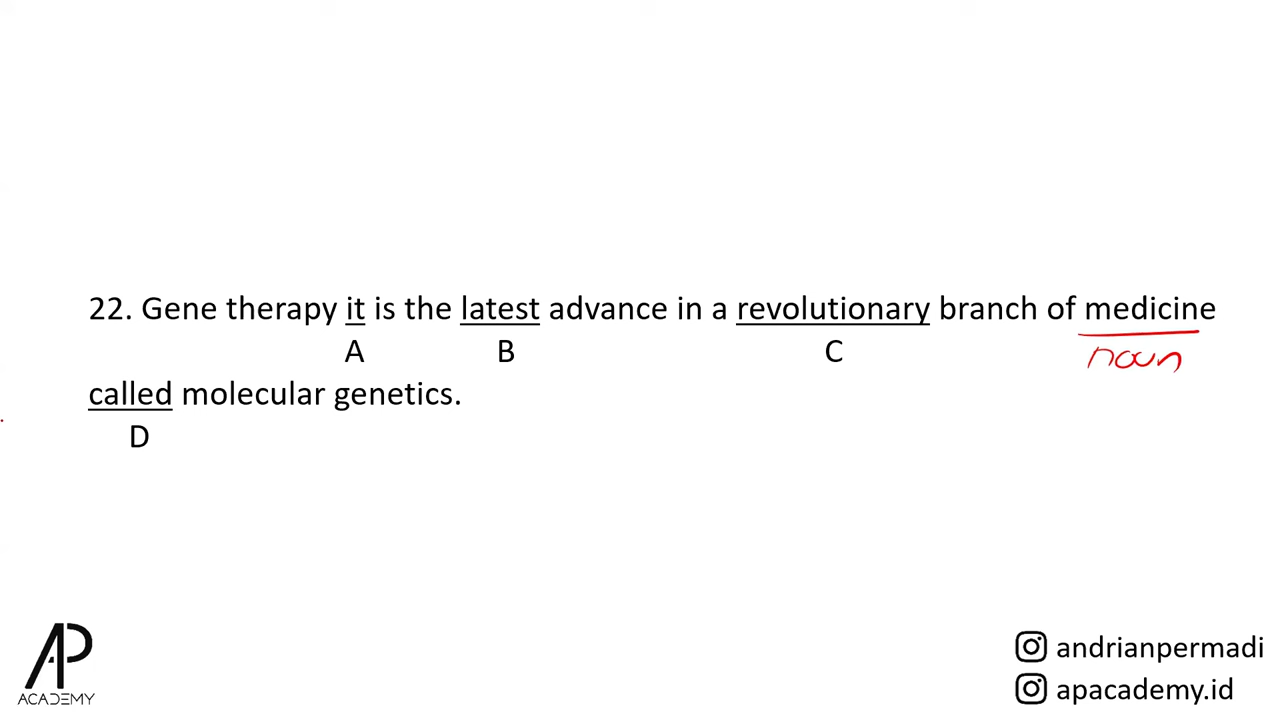 22. Gene therapy it is the latest advance in a revolutionary branch of medicine
A B C noun
called molecular genetics.
D
AP
ACADEMY
andrianpermadi
apacademy.id